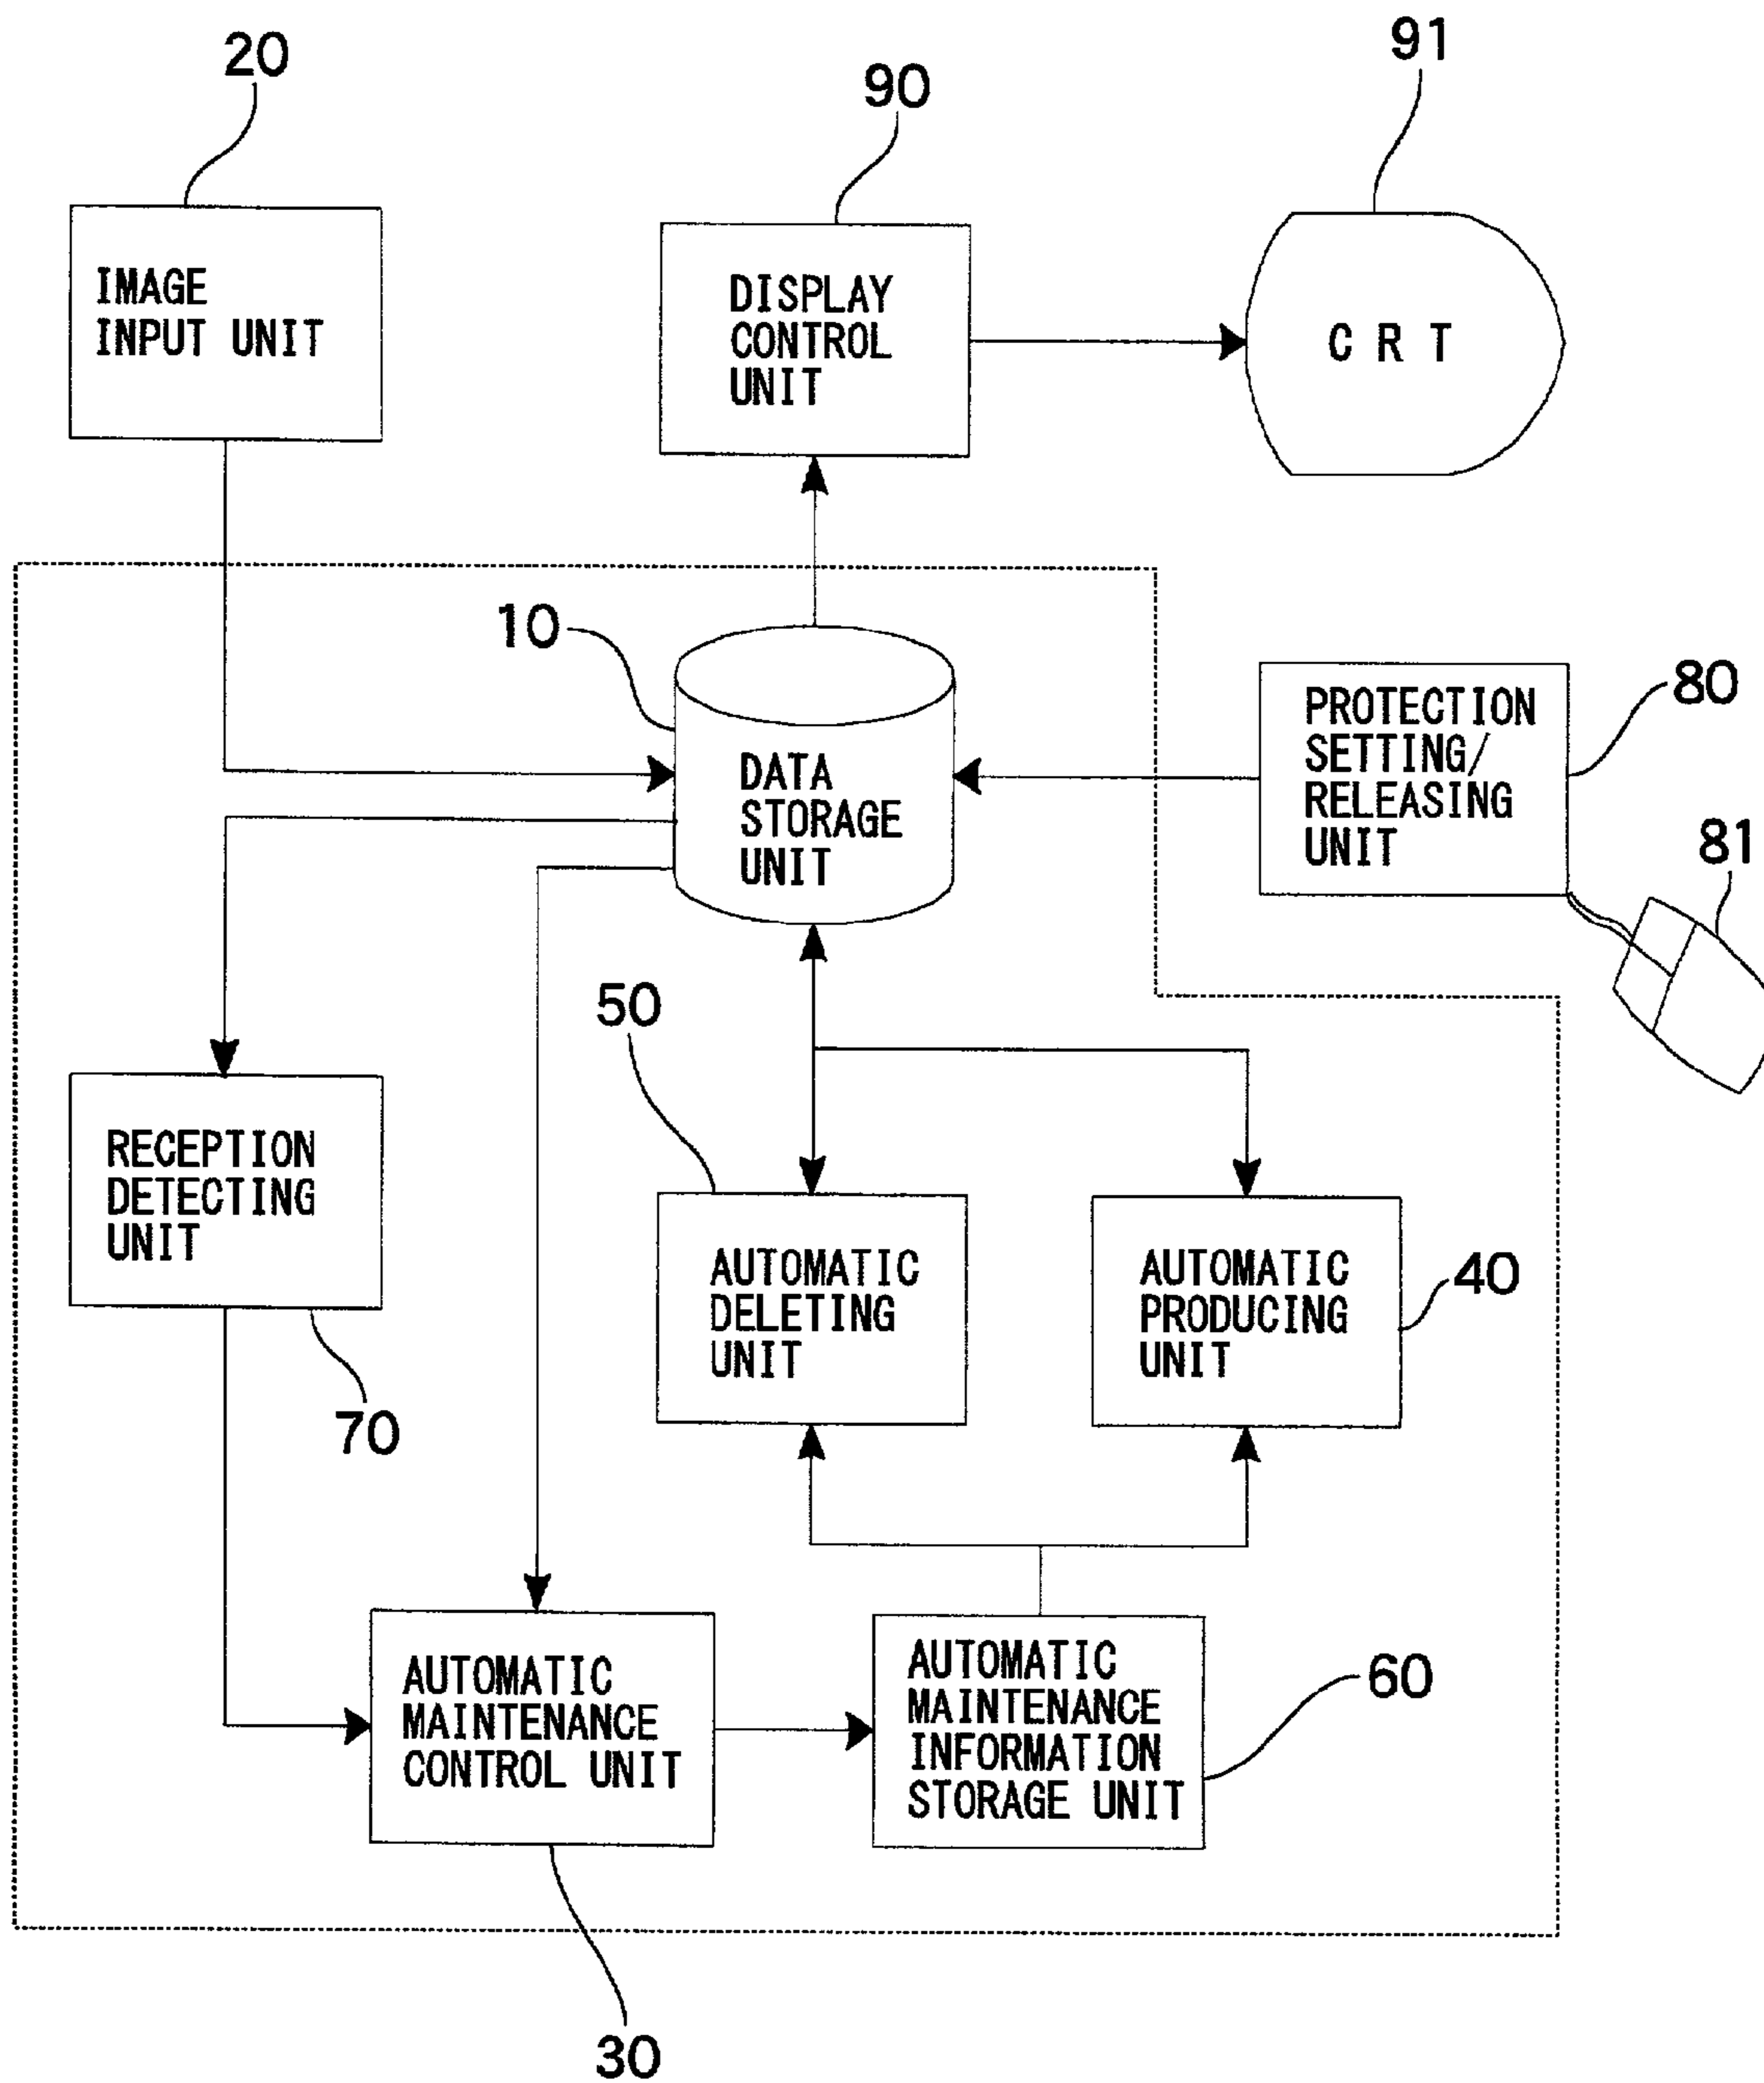 20
90
91
IMAGE
INPUT UNIT
DISPLAY
CONTROL
UNIT
C R T
10
DATA
STORAGE
UNIT
PROTECTION
SETTING/
RELEASING
UNIT
80
81
50
RECEPTION
DETECTING
UNIT
70
AUTOMATIC
DELETING
UNIT
AUTOMATIC
PRODUCING
UNIT
40
AUTOMATIC
MAINTENANCE
CONTROL UNIT
AUTOMATIC
MAINTENANCE
INFORMATION
STORAGE UNIT
60
30